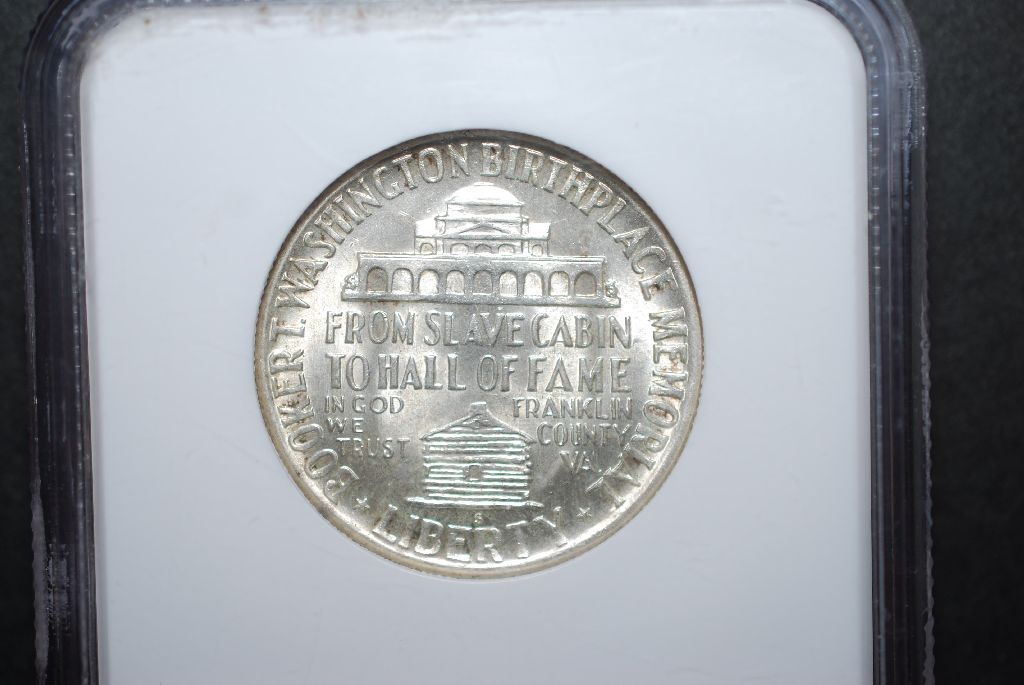 BOOKER T. WASHINGTON BIRTHPLACE MEMORIAL
FROM SLAVE CABIN
TO HALL OF FAME
IN GOD
WE
TRUST
FRANKLIN
COUNTY
VA.
S
LIBERTY